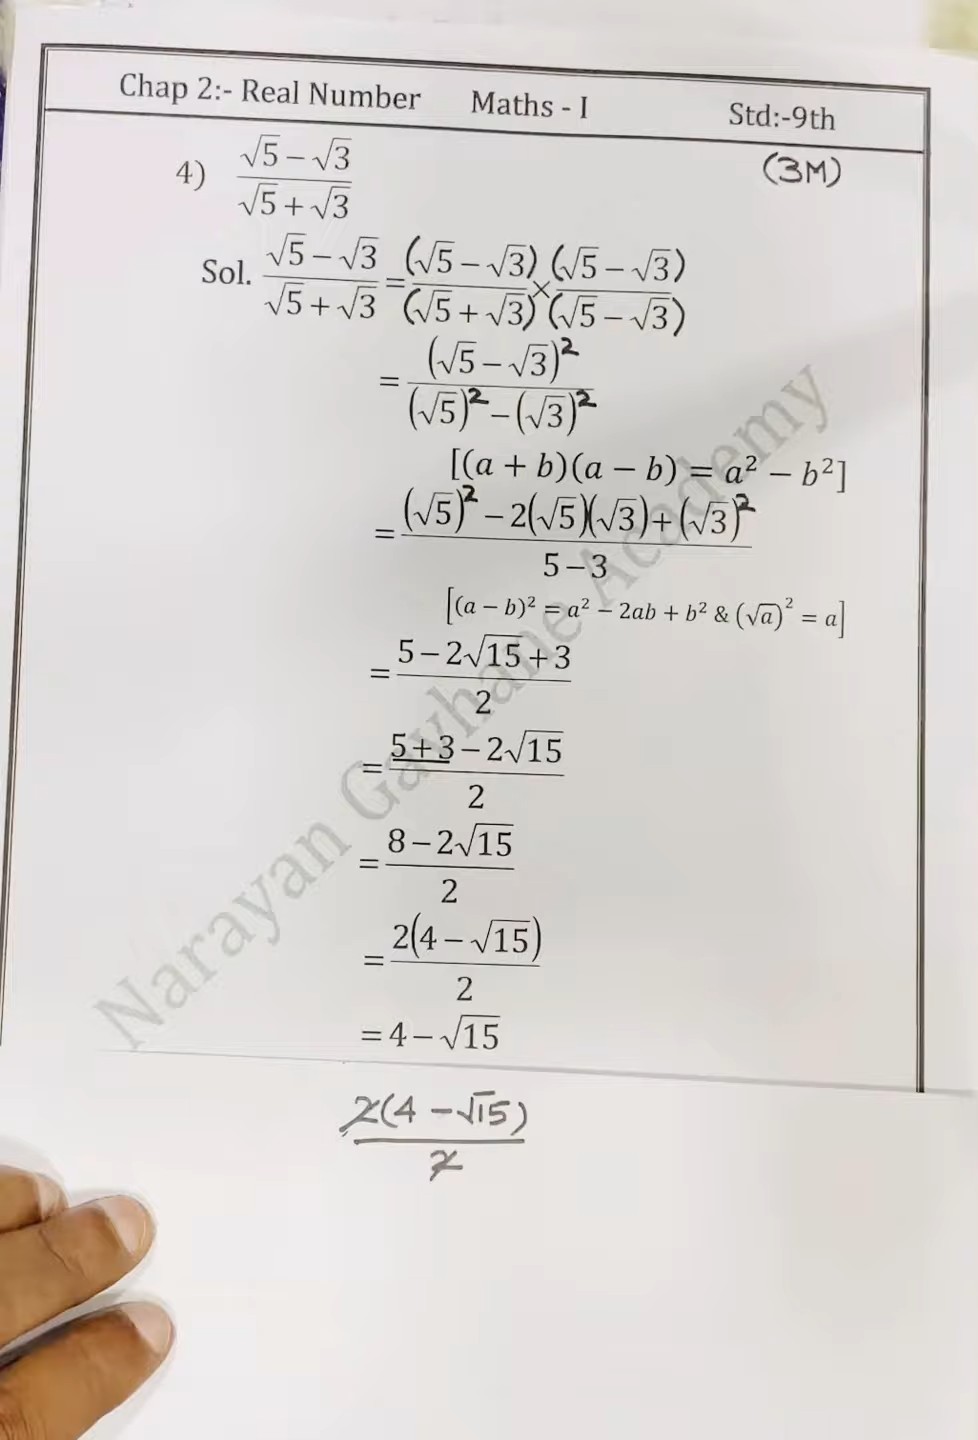 Chap 2:- Real Number Maths - I Std:-9th
(3M)
4) (√5 − √3)/(√5 + √3)
Sol. (√5 − √3)/(√5 + √3) = (√5 − √3)/(√5 + √3) × (√5 − √3)/(√5 − √3)
= (√5 − √3)²/((√5)² − (√3)²)
[(a + b)(a − b) = a² − b²]
= ((√5)² − 2(√5)(√3) + (√3)²)/(5 − 3)
[(a − b)² = a² − 2ab + b² & (√a)² = a]
= (5 − 2√15 + 3)/2
= (5 + 3 − 2√15)/2
= (8 − 2√15)/2
= 2(4 − √15)/2
= 4 − √15
2(4 − √15)/2
Narayan Gavhane Academy